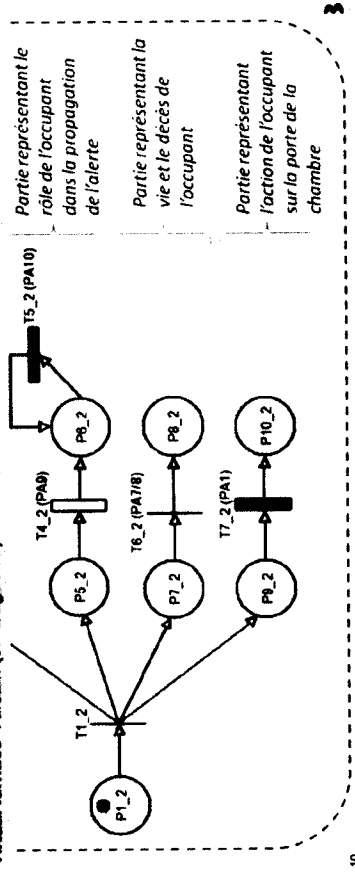 Partie représentant le
rôle de l'occupant
dans la propagation
de l'alerte
T5_2 (PA10)
T4_2 (PA9)
P5_2
P6_2
Partie représentant la
vie et le décès de
l'occupant
T1_2
T6_2 (PA7/8)
P1_2
P7_2
P8_2
Partie représentant
l'action de l'occupant
sur la porte de la
chambre
T7_2 (PA1)
P9_2
P10_2
3